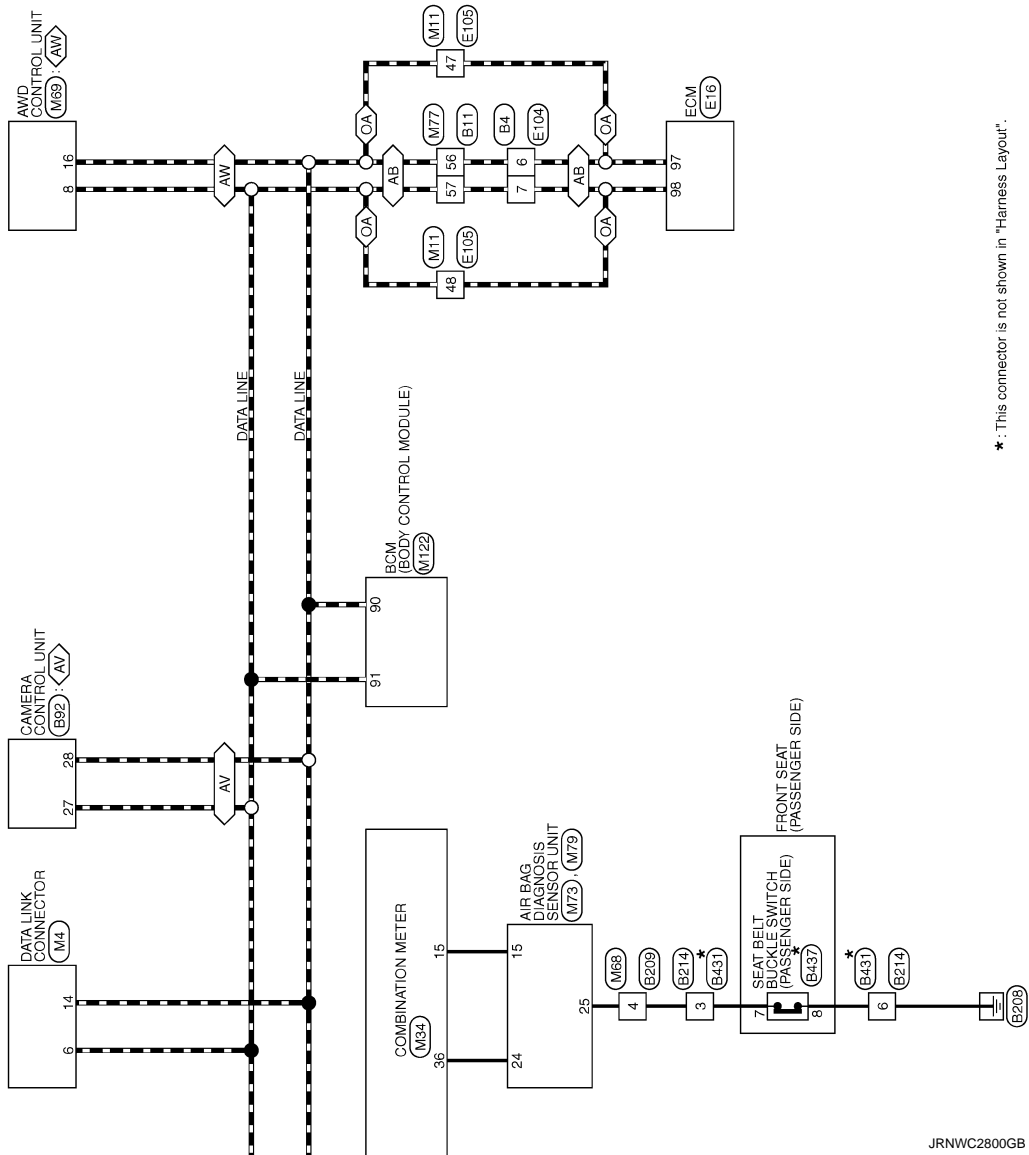 AWD
CONTROL UNIT
M69 : AW
8
16
AW
M11
E105
47
OA
OA
M77
B11
B4
E104
AB
56
57
6
7
AB
ECM
E16
97
98
OA
OA
M11
E105
48
DATA LINE
DATA LINE
BCM
(BODY CONTROL MODULE)
M122
90
91
CAMERA
CONTROL UNIT
B92 : AV
27
28
AV
DATA LINK
CONNECTOR
M4
6
14
COMBINATION METER
M34
15
36
AIR BAG
DIAGNOSIS
SENSOR UNIT
M73 , M79
15
24
25
M68
B209
4
B214
* B431
3
FRONT SEAT
(PASSENGER SIDE)
SEAT BELT
BUCKLE SWITCH
(PASSENGER SIDE)
* B437
7
8
* B431
B214
6
B208
* : This connector is not shown in "Harness Layout".
JRNWC2800GB